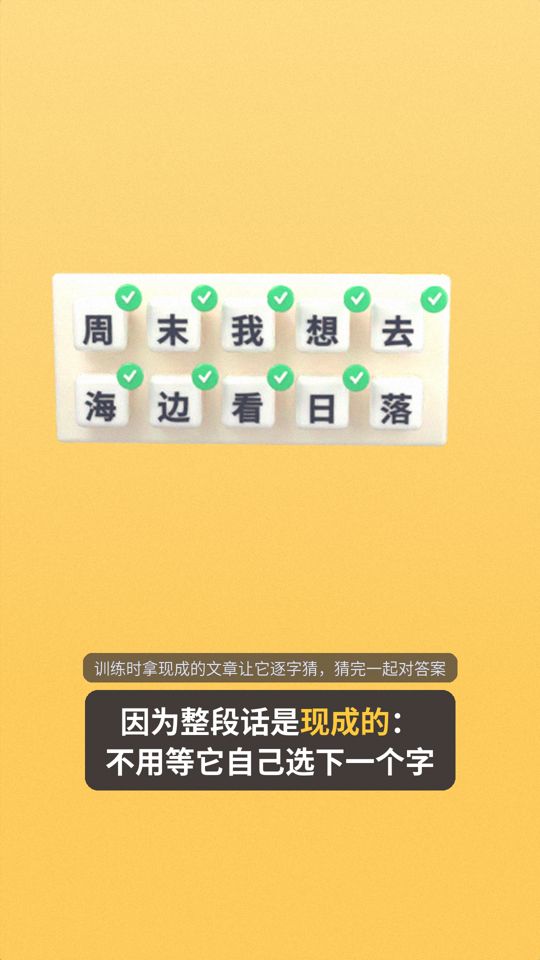 周末我想去
海边看日落
训练时拿现成的文章让它逐字猜，猜完一起对答案
因为整段话是现成的：
不用等它自己选下一个字